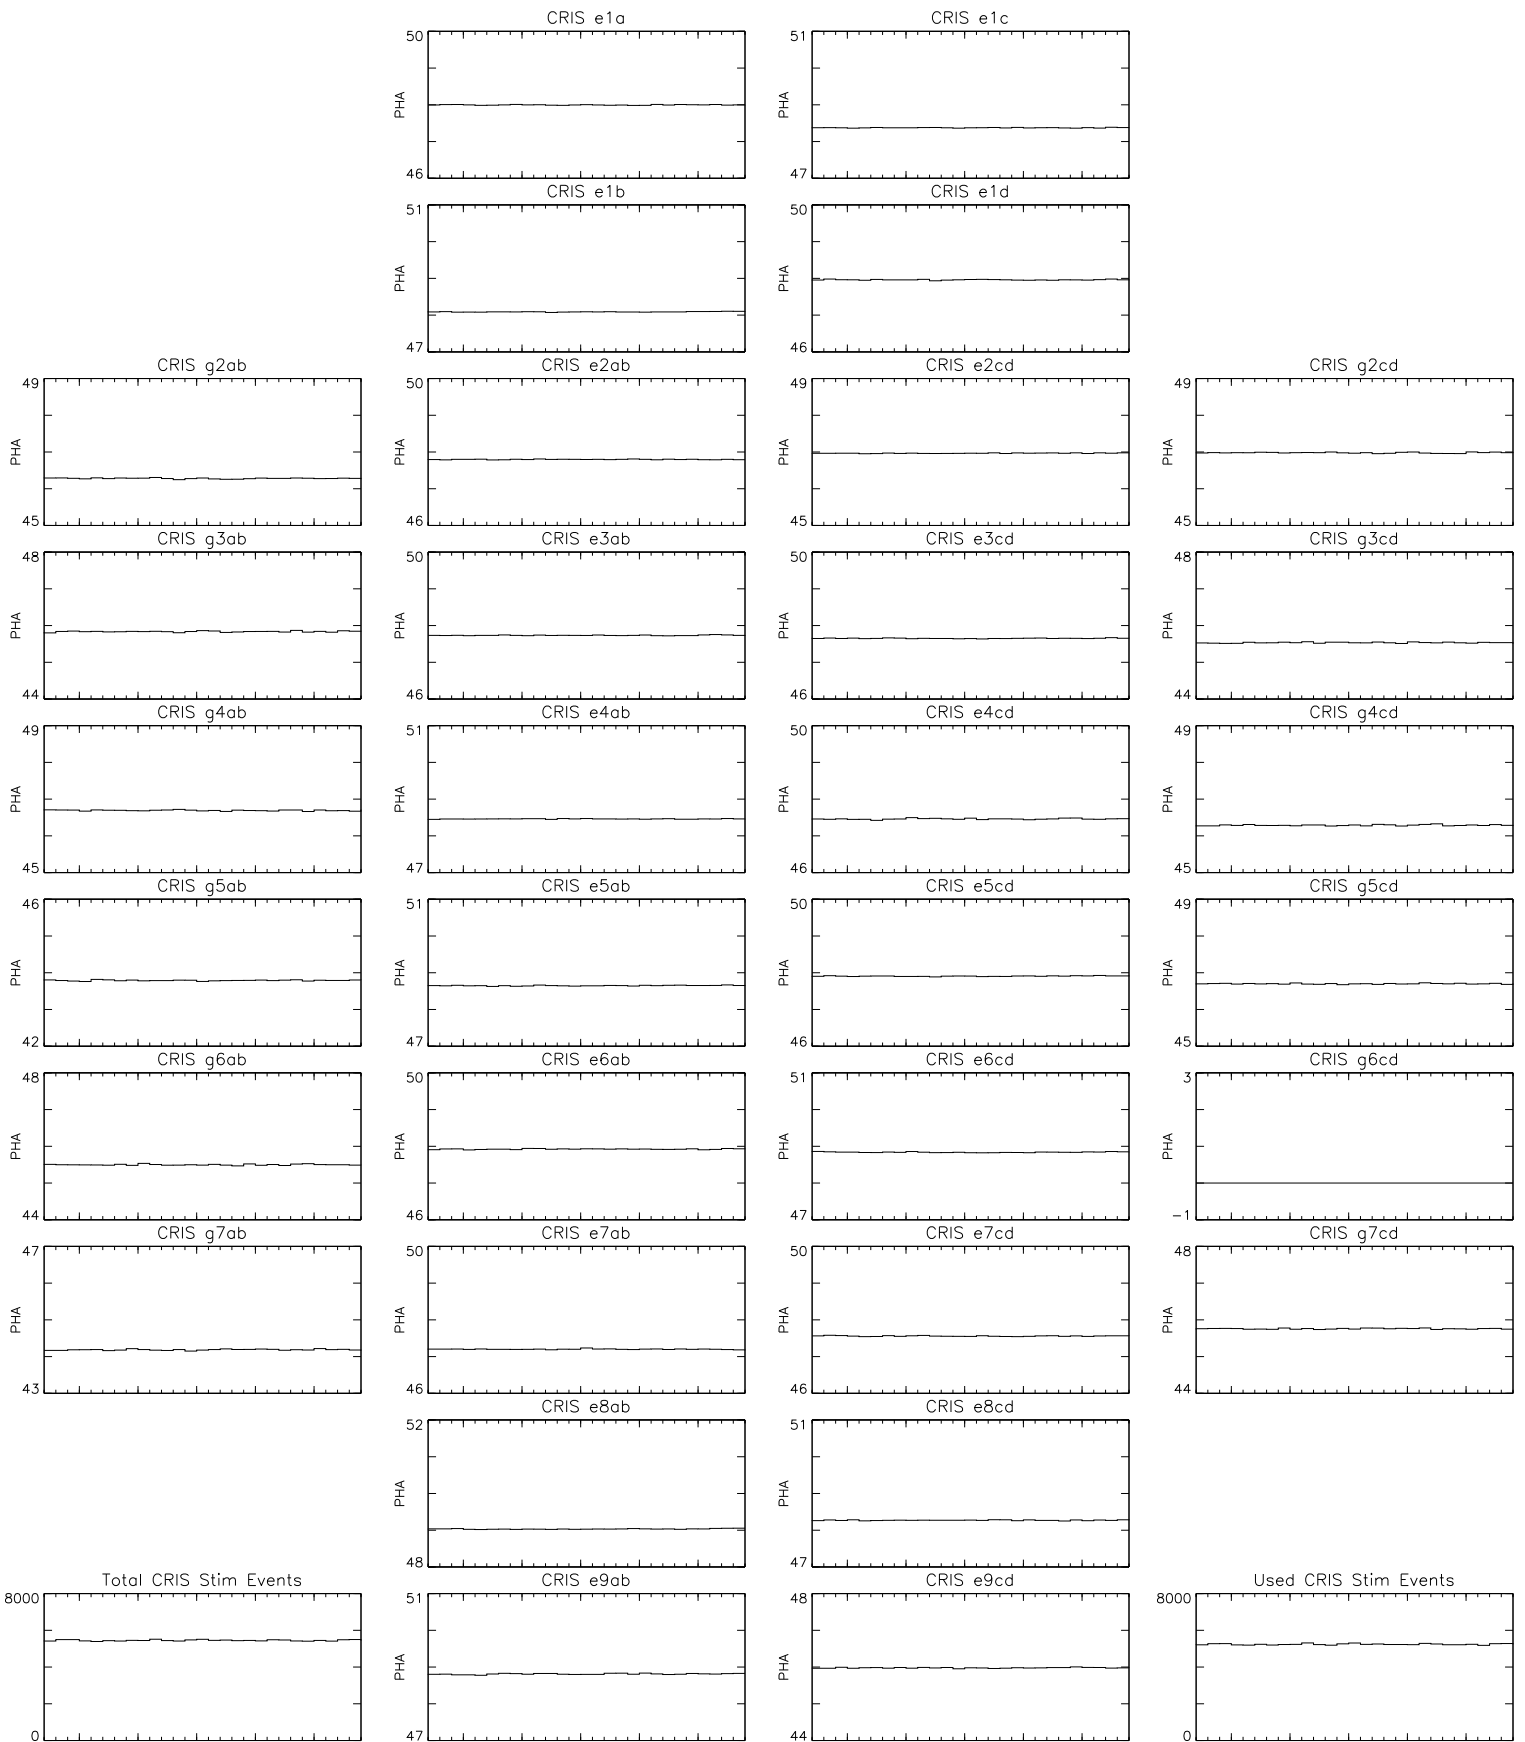 CRIS e1a
50
PHA
46
CRIS e1c
51
PHA
47
CRIS e1b
51
PHA
47
CRIS e1d
50
PHA
46
CRIS g2ab
49
PHA
45
CRIS e2ab
50
PHA
46
CRIS e2cd
49
PHA
45
CRIS g2cd
49
PHA
45
CRIS g3ab
48
PHA
44
CRIS e3ab
50
PHA
46
CRIS e3cd
50
PHA
46
CRIS g3cd
48
PHA
44
CRIS g4ab
49
PHA
45
CRIS e4ab
51
PHA
47
CRIS e4cd
50
PHA
46
CRIS g4cd
49
PHA
45
CRIS g5ab
46
PHA
42
CRIS e5ab
51
PHA
47
CRIS e5cd
50
PHA
46
CRIS g5cd
49
PHA
45
CRIS g6ab
48
PHA
44
CRIS e6ab
50
PHA
46
CRIS e6cd
51
PHA
47
CRIS g6cd
3
PHA
-1
CRIS g7ab
47
PHA
43
CRIS e7ab
50
PHA
46
CRIS e7cd
50
PHA
46
CRIS g7cd
48
PHA
44
CRIS e8ab
52
PHA
48
CRIS e8cd
51
PHA
47
Total CRIS Stim Events
8000
0
CRIS e9ab
51
PHA
47
CRIS e9cd
48
PHA
44
Used CRIS Stim Events
8000
0